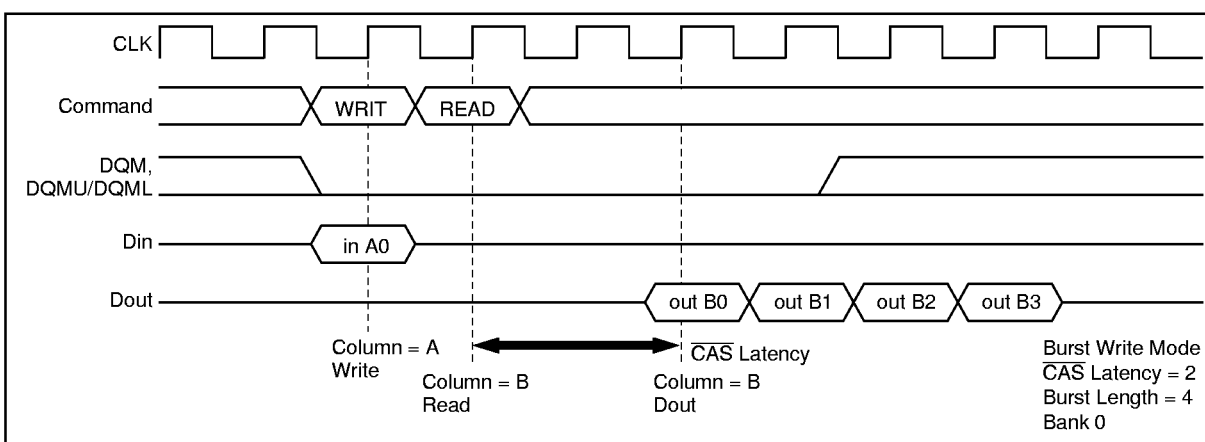 CLK
Command
WRIT
READ
DQM,
DQMU/DQML
Din
in A0
Dout
out B0
out B1
out B2
out B3
Column = A
Write
Column = B
Read
CAS Latency
Column = B
Dout
Burst Write Mode
CAS Latency = 2
Burst Length = 4
Bank 0